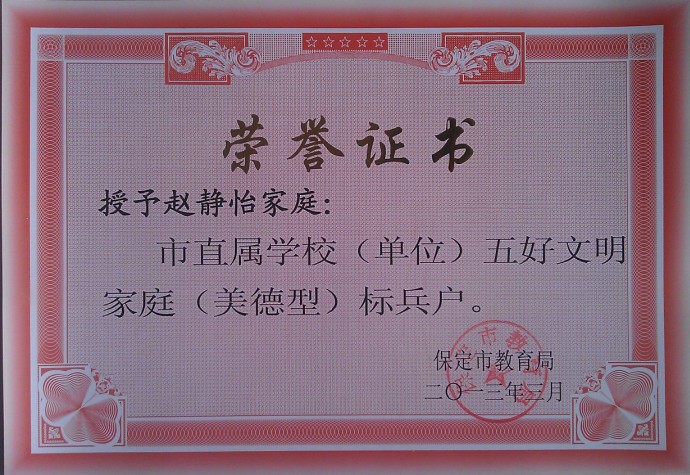 荣誉证书
授予赵静怡家庭:
市直属学校（单位）五好文明
家庭（美德型）标兵户。
保定市教育局
二〇一三年三月